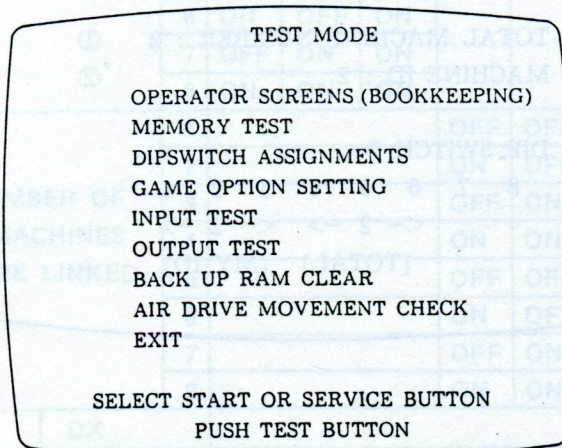 TEST MODE
OPERATOR SCREENS (BOOKKEEPING)
MEMORY TEST
DIPSWITCH ASSIGNMENTS
GAME OPTION SETTING
INPUT TEST
OUTPUT TEST
BACK UP RAM CLEAR
AIR DRIVE MOVEMENT CHECK
EXIT
SELECT START OR SERVICE BUTTON
PUSH TEST BUTTON